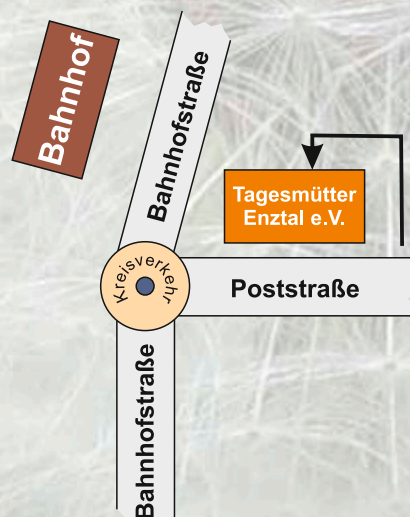 Bahnhof
Bahnhofstraße
Tagesmütter
Enztal e.V.
Kreisverkehr
Poststraße
Bahnhofstraße